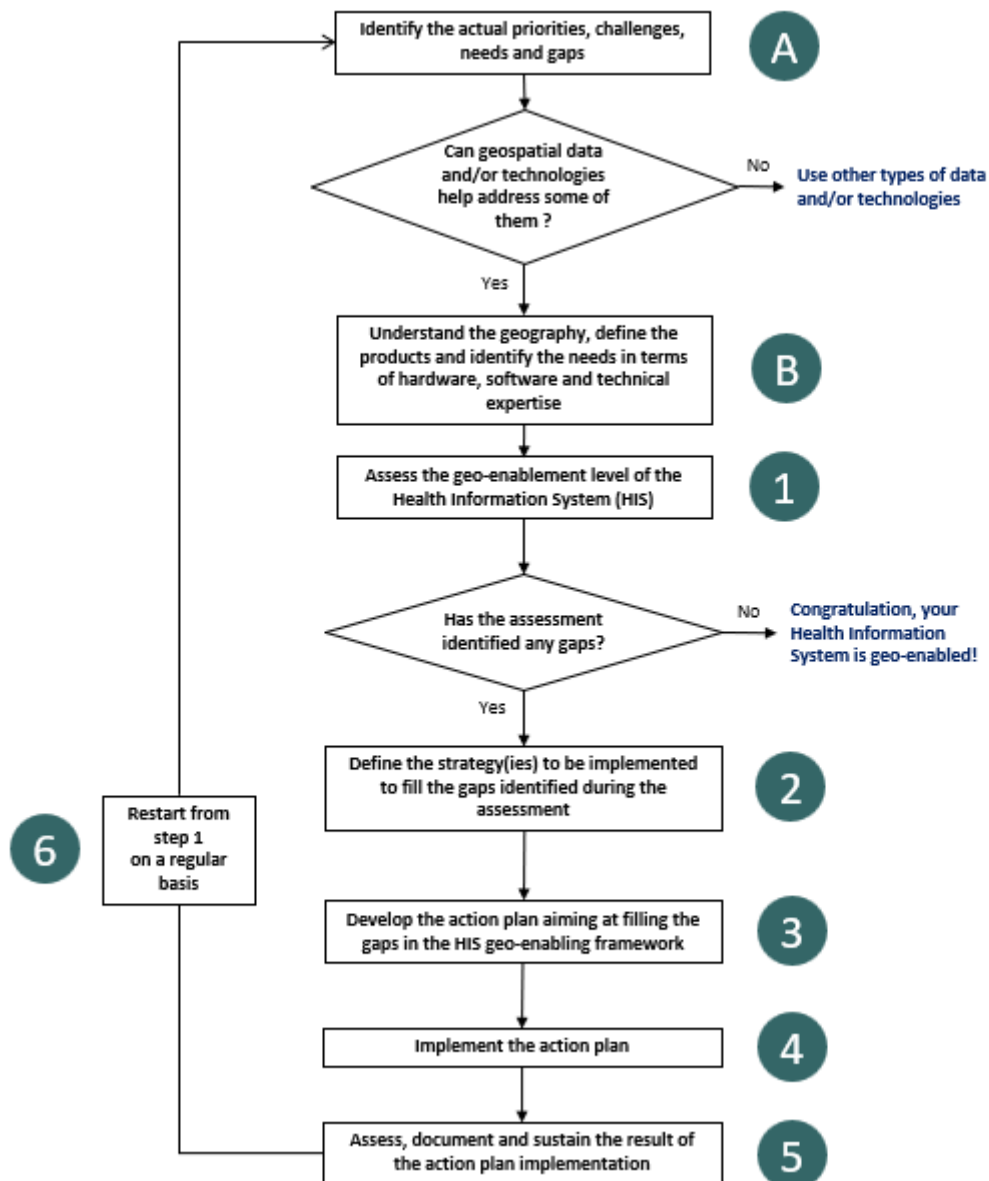 Identify the actual priorities, challenges,
needs and gaps
A
Can geospatial data
and/or technologies
help address some of
them ?
No
Use other types of data
and/or technologies
Yes
Understand the geography, define the
products and identify the needs in terms
of hardware, software and technical
expertise
B
Assess the geo-enablement level of the
Health Information System (HIS)
1
Has the assessment
identified any gaps?
No
Congratulation, your
Health Information
System is geo-enabled!
Yes
Define the strategy(ies) to be implemented
to fill the gaps identified during the
assessment
2
6
Restart from
step 1
on a regular
basis
Develop the action plan aiming at filling the
gaps in the HIS geo-enabling framework
3
Implement the action plan
4
Assess, document and sustain the result of
the action plan implementation
5